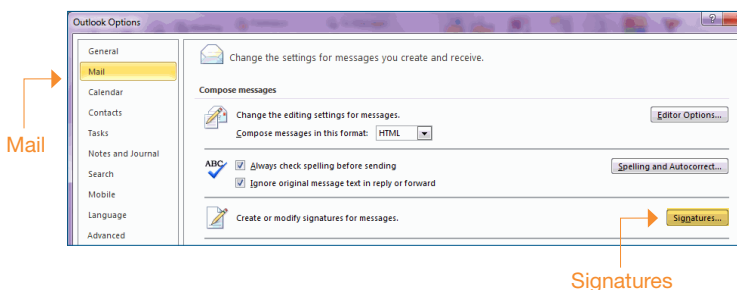 Outlook Options
?
General
Mail
Calendar
Contacts
Tasks
Notes and Journal
Search
Mobile
Language
Advanced
Change the settings for messages you create and receive.
Compose messages
Change the editing settings for messages.
Editor Options...
Compose messages in this format: HTML
ABC
Always check spelling before sending
Spelling and Autocorrect...
Ignore original message text in reply or forward
Create or modify signatures for messages.
Signatures...
Mail
Signatures